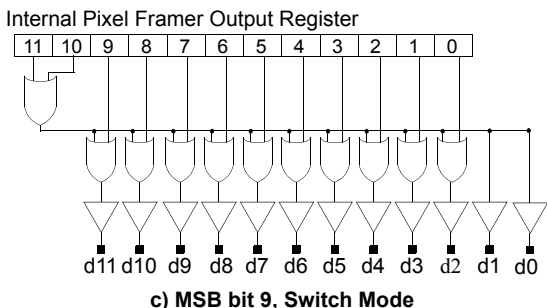 Internal Pixel Framer Output Register
11 10 9 8 7 6 5 4 3 2 1 0
d11 d10 d9 d8 d7 d6 d5 d4 d3 d2 d1 d0
c) MSB bit 9, Switch Mode